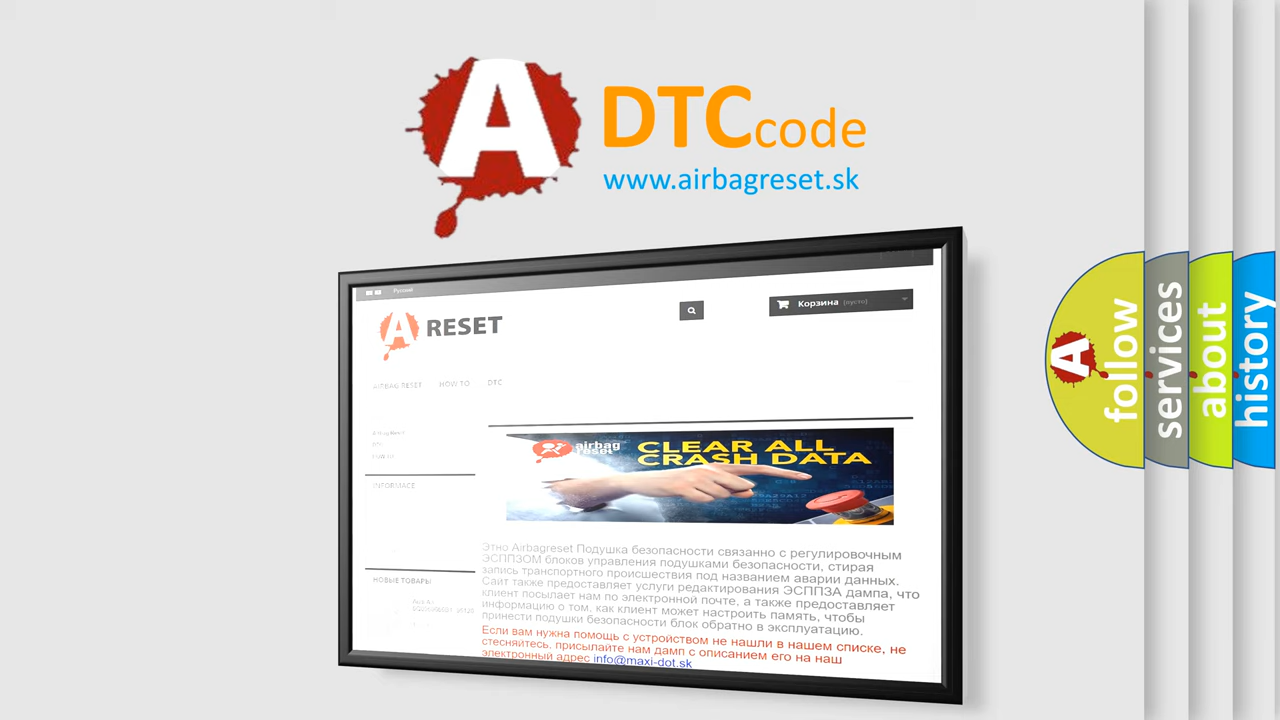 A
DTCcode
www.airbagreset.sk
Русский
A RESET
Корзина (пусто)
AIRBAG RESET HOW TO DTC
airbag
reset
CLEAR ALL
CRASH DATA
INFORMACE
НОВЫЕ ТОВАРЫ
Этно Airbagreset Подушка безопасности связанно с регулировочным
ЭСППЗОМ блоков управления подушками безопасности, стирая
запись транспортного происшествия под названием аварии данных.
Сайт также предоставляет услуги редактирования ЭСППЗА дампа, что
клиент посылает нам по электронной почте, а также предоставляет
информацию о том, как клиент может настроить память, чтобы
принести подушки безопасности блок обратно в эксплуатацию.
Если вам нужна помощь с устройством не нашли в нашем списке, не
стесняйтесь, присылайте нам дамп с описанием его на наш
электронный адрес info@maxi-dot.sk
A
follow
services
about
history